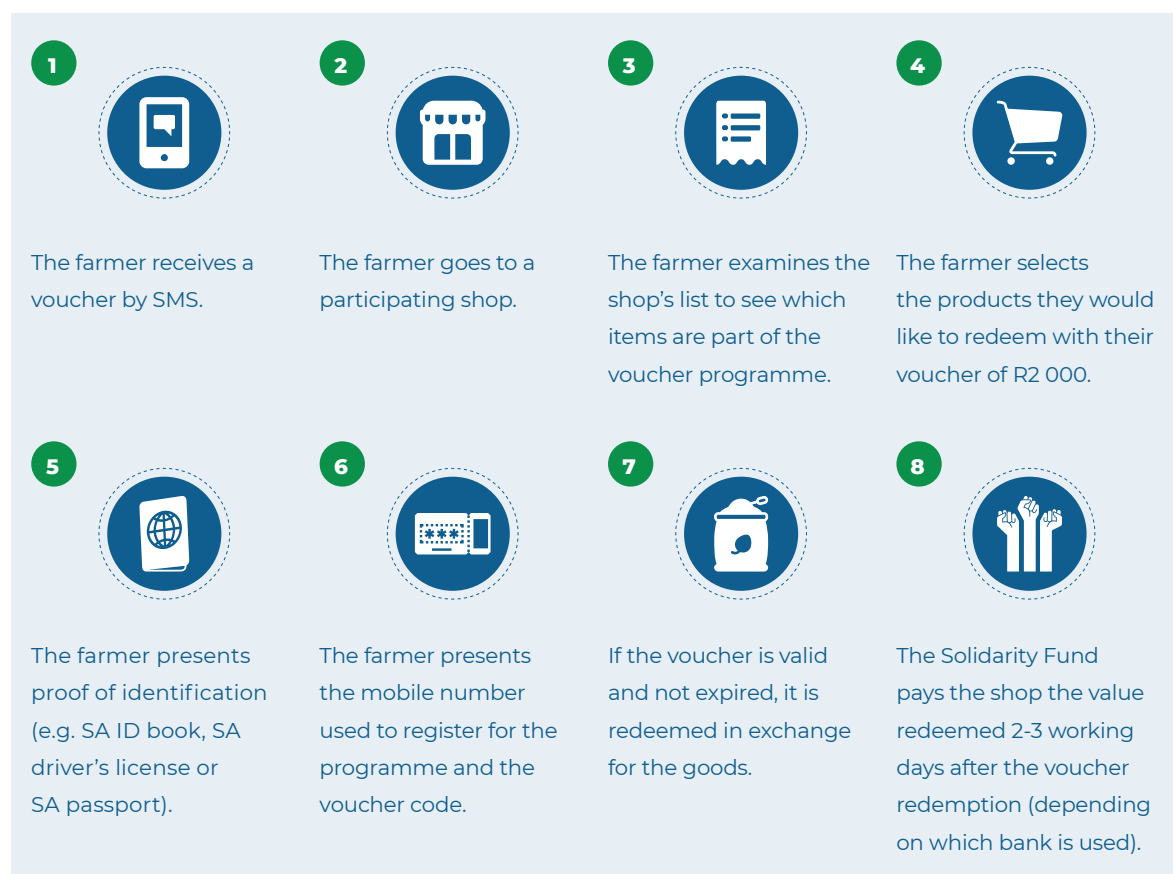 1
The farmer receives a
voucher by SMS.
2
The farmer goes to a
participating shop.
3
The farmer examines the
shop's list to see which
items are part of the
voucher programme.
4
The farmer selects
the products they would
like to redeem with their
voucher of R2 000.
5
The farmer presents
proof of identification
(e.g. SA ID book, SA
driver's license or
SA passport).
6
***
The farmer presents
the mobile number
used to register for the
programme and the
voucher code.
7
If the voucher is valid
and not expired, it is
redeemed in exchange
for the goods.
8
The Solidarity Fund
pays the shop the value
redeemed 2-3 working
days after the voucher
redemption (depending
on which bank is used).